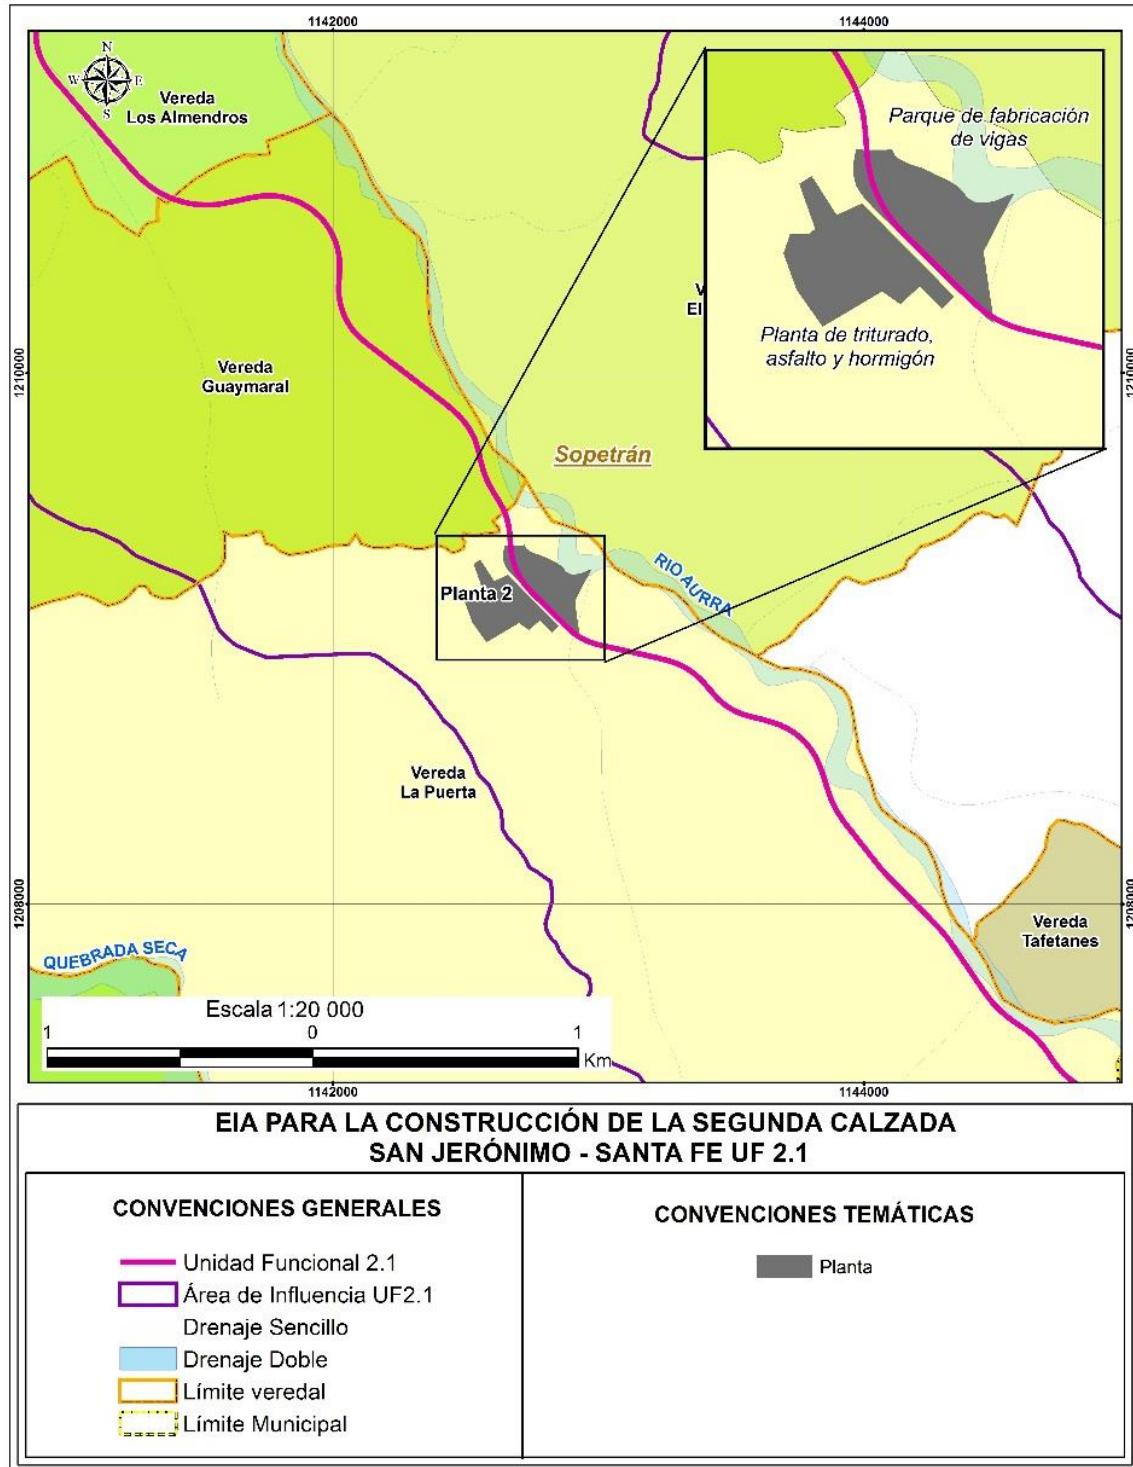 1142000
1144000
N
W
E
S
Vereda
Los Almendros
Parque de fabricación
de vigas
V
El
Planta de triturado,
asfalto y hormigón
1210000
1210000
Vereda
Guaymaral
Sopetrán
RIO AURRA
Planta 2
Vereda
La Puerta
1208000
1208000
Vereda
Tafetanes
QUEBRADA SECA
Escala 1:20 000
1
0
1
Km
1142000
1144000
EIA PARA LA CONSTRUCCIÓN DE LA SEGUNDA CALZADA
SAN JERÓNIMO - SANTA FE UF 2.1
CONVENCIONES GENERALES
Unidad Funcional 2.1
Área de Influencia UF2.1
Drenaje Sencillo
Drenaje Doble
Límite veredal
Límite Municipal
CONVENCIONES TEMÁTICAS
Planta